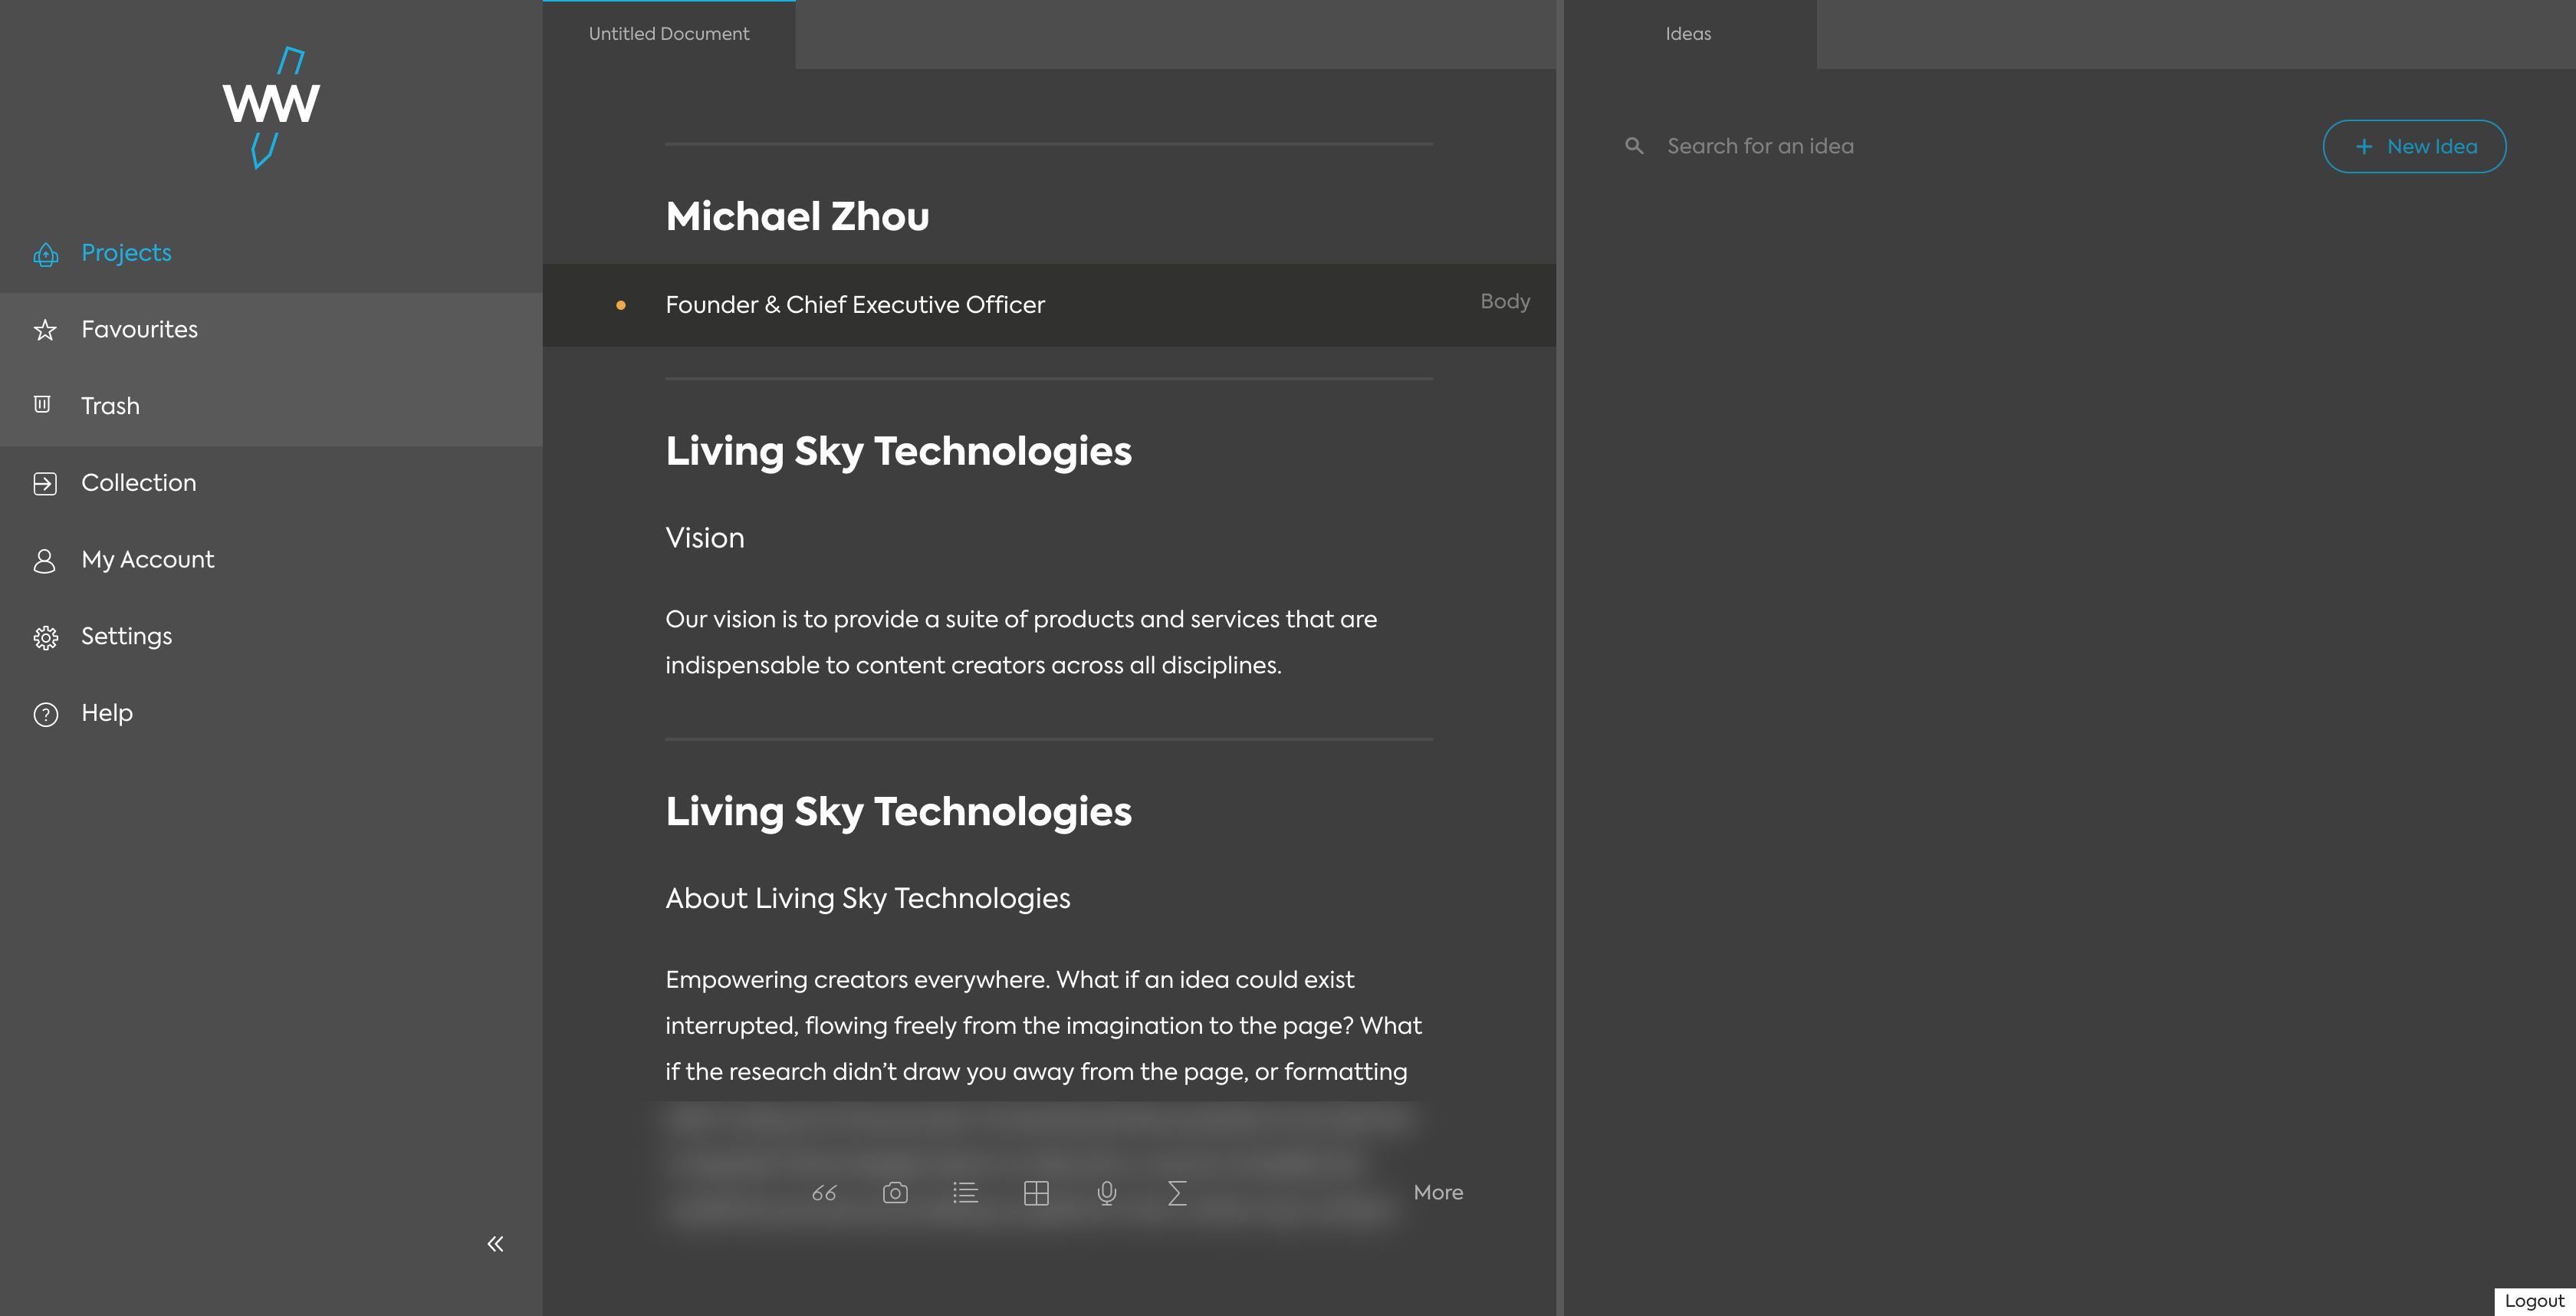 WW
Projects
Favourites
Trash
Collection
My Account
Settings
Help
Untitled Document
Michael Zhou
Founder & Chief Executive Officer
Body
Living Sky Technologies
Vision
Our vision is to provide a suite of products and services that are
indispensable to content creators across all disciplines.
Living Sky Technologies
About Living Sky Technologies
Empowering creators everywhere. What if an idea could exist
interrupted, flowing freely from the imagination to the page? What
if the research didn’t draw you away from the page, or formatting
More
Ideas
Search for an idea
+ New Idea
Logout